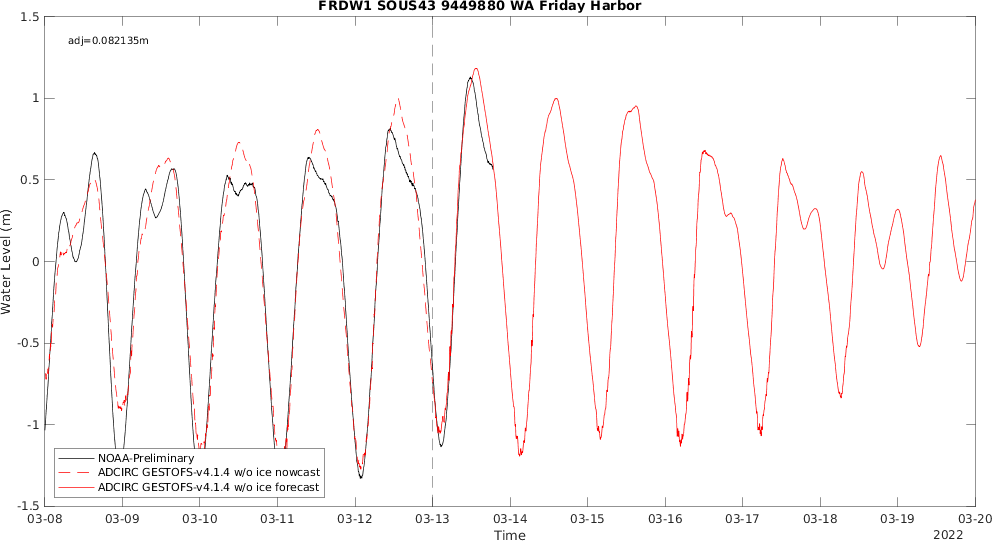 FRDW1 SOUS43 9449880 WA Friday Harbor
adj=0.082135m
Water Level (m)
1.5
1
0.5
0
-0.5
-1
-1.5
NOAA-Preliminary
ADCIRC GESTOFS-v4.1.4 w/o ice nowcast
ADCIRC GESTOFS-v4.1.4 w/o ice forecast
03-08 03-09 03-10 03-11 03-12 03-13 03-14 03-15 03-16 03-17 03-18 03-19 03-20
Time
2022